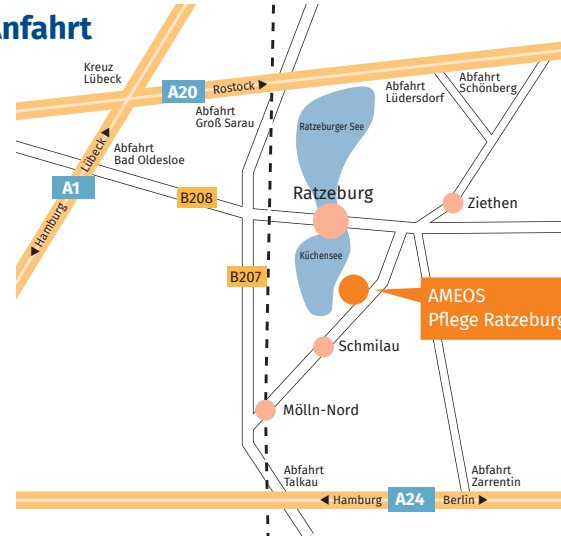 Anfahrt
Kreuz
Lübeck
A20
Rostock
Abfahrt
Groß Sarau
Abfahrt
Lüdersdorf
Abfahrt
Schönberg
Lübeck
Abfahrt
Bad Oldesloe
Ratzeburger See
A1
Hamburg
B208
Ratzeburg
Ziethen
Küchensee
B207
AMEOS
Pflege Ratzeburg
Schmilau
Mölln-Nord
Abfahrt
Talkau
Abfahrt
Zarrentin
Hamburg
A24
Berlin